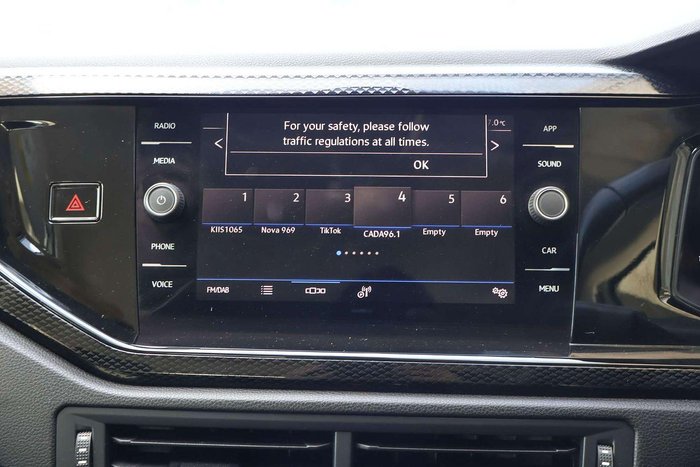 RADIO
MEDIA
PHONE
VOICE
For your safety, please follow
traffic regulations at all times.
OK
< >
.0 °C
1 2 3 4 5 6
KIIS1065 Nova 969 TikTok CADA96.1 Empty Empty
FM/DAB
APP
SOUND
CAR
MENU